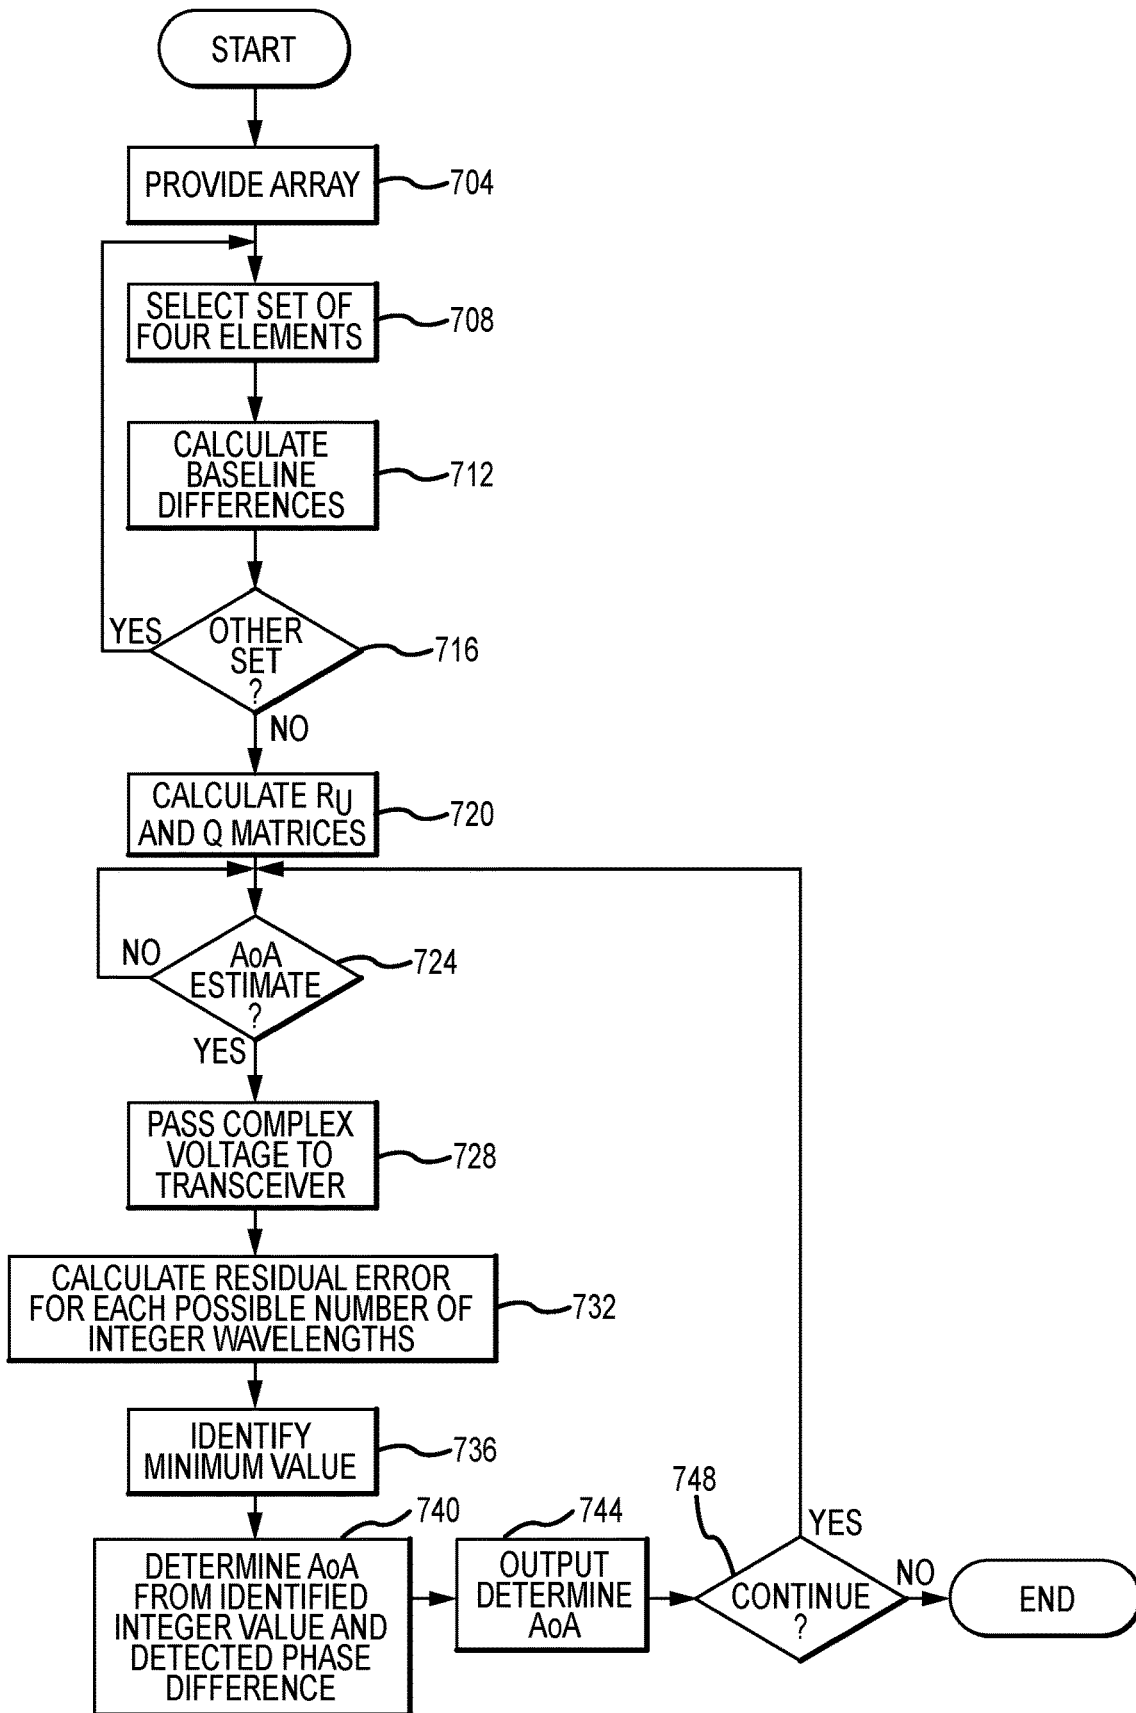 START
PROVIDE ARRAY
704
SELECT SET OF
FOUR ELEMENTS
708
CALCULATE
BASELINE
DIFFERENCES
712
YES
OTHER
SET
?
716
NO
CALCULATE RU
AND Q MATRICES
720
NO
AoA
ESTIMATE
?
724
YES
PASS COMPLEX
VOLTAGE TO
TRANSCEIVER
728
CALCULATE RESIDUAL ERROR
FOR EACH POSSIBLE NUMBER OF
INTEGER WAVELENGTHS
732
IDENTIFY
MINIMUM VALUE
736
740
DETERMINE AoA
FROM IDENTIFIED
INTEGER VALUE AND
DETECTED PHASE
DIFFERENCE
744
OUTPUT
DETERMINE
AoA
748
YES
CONTINUE
?
NO
END